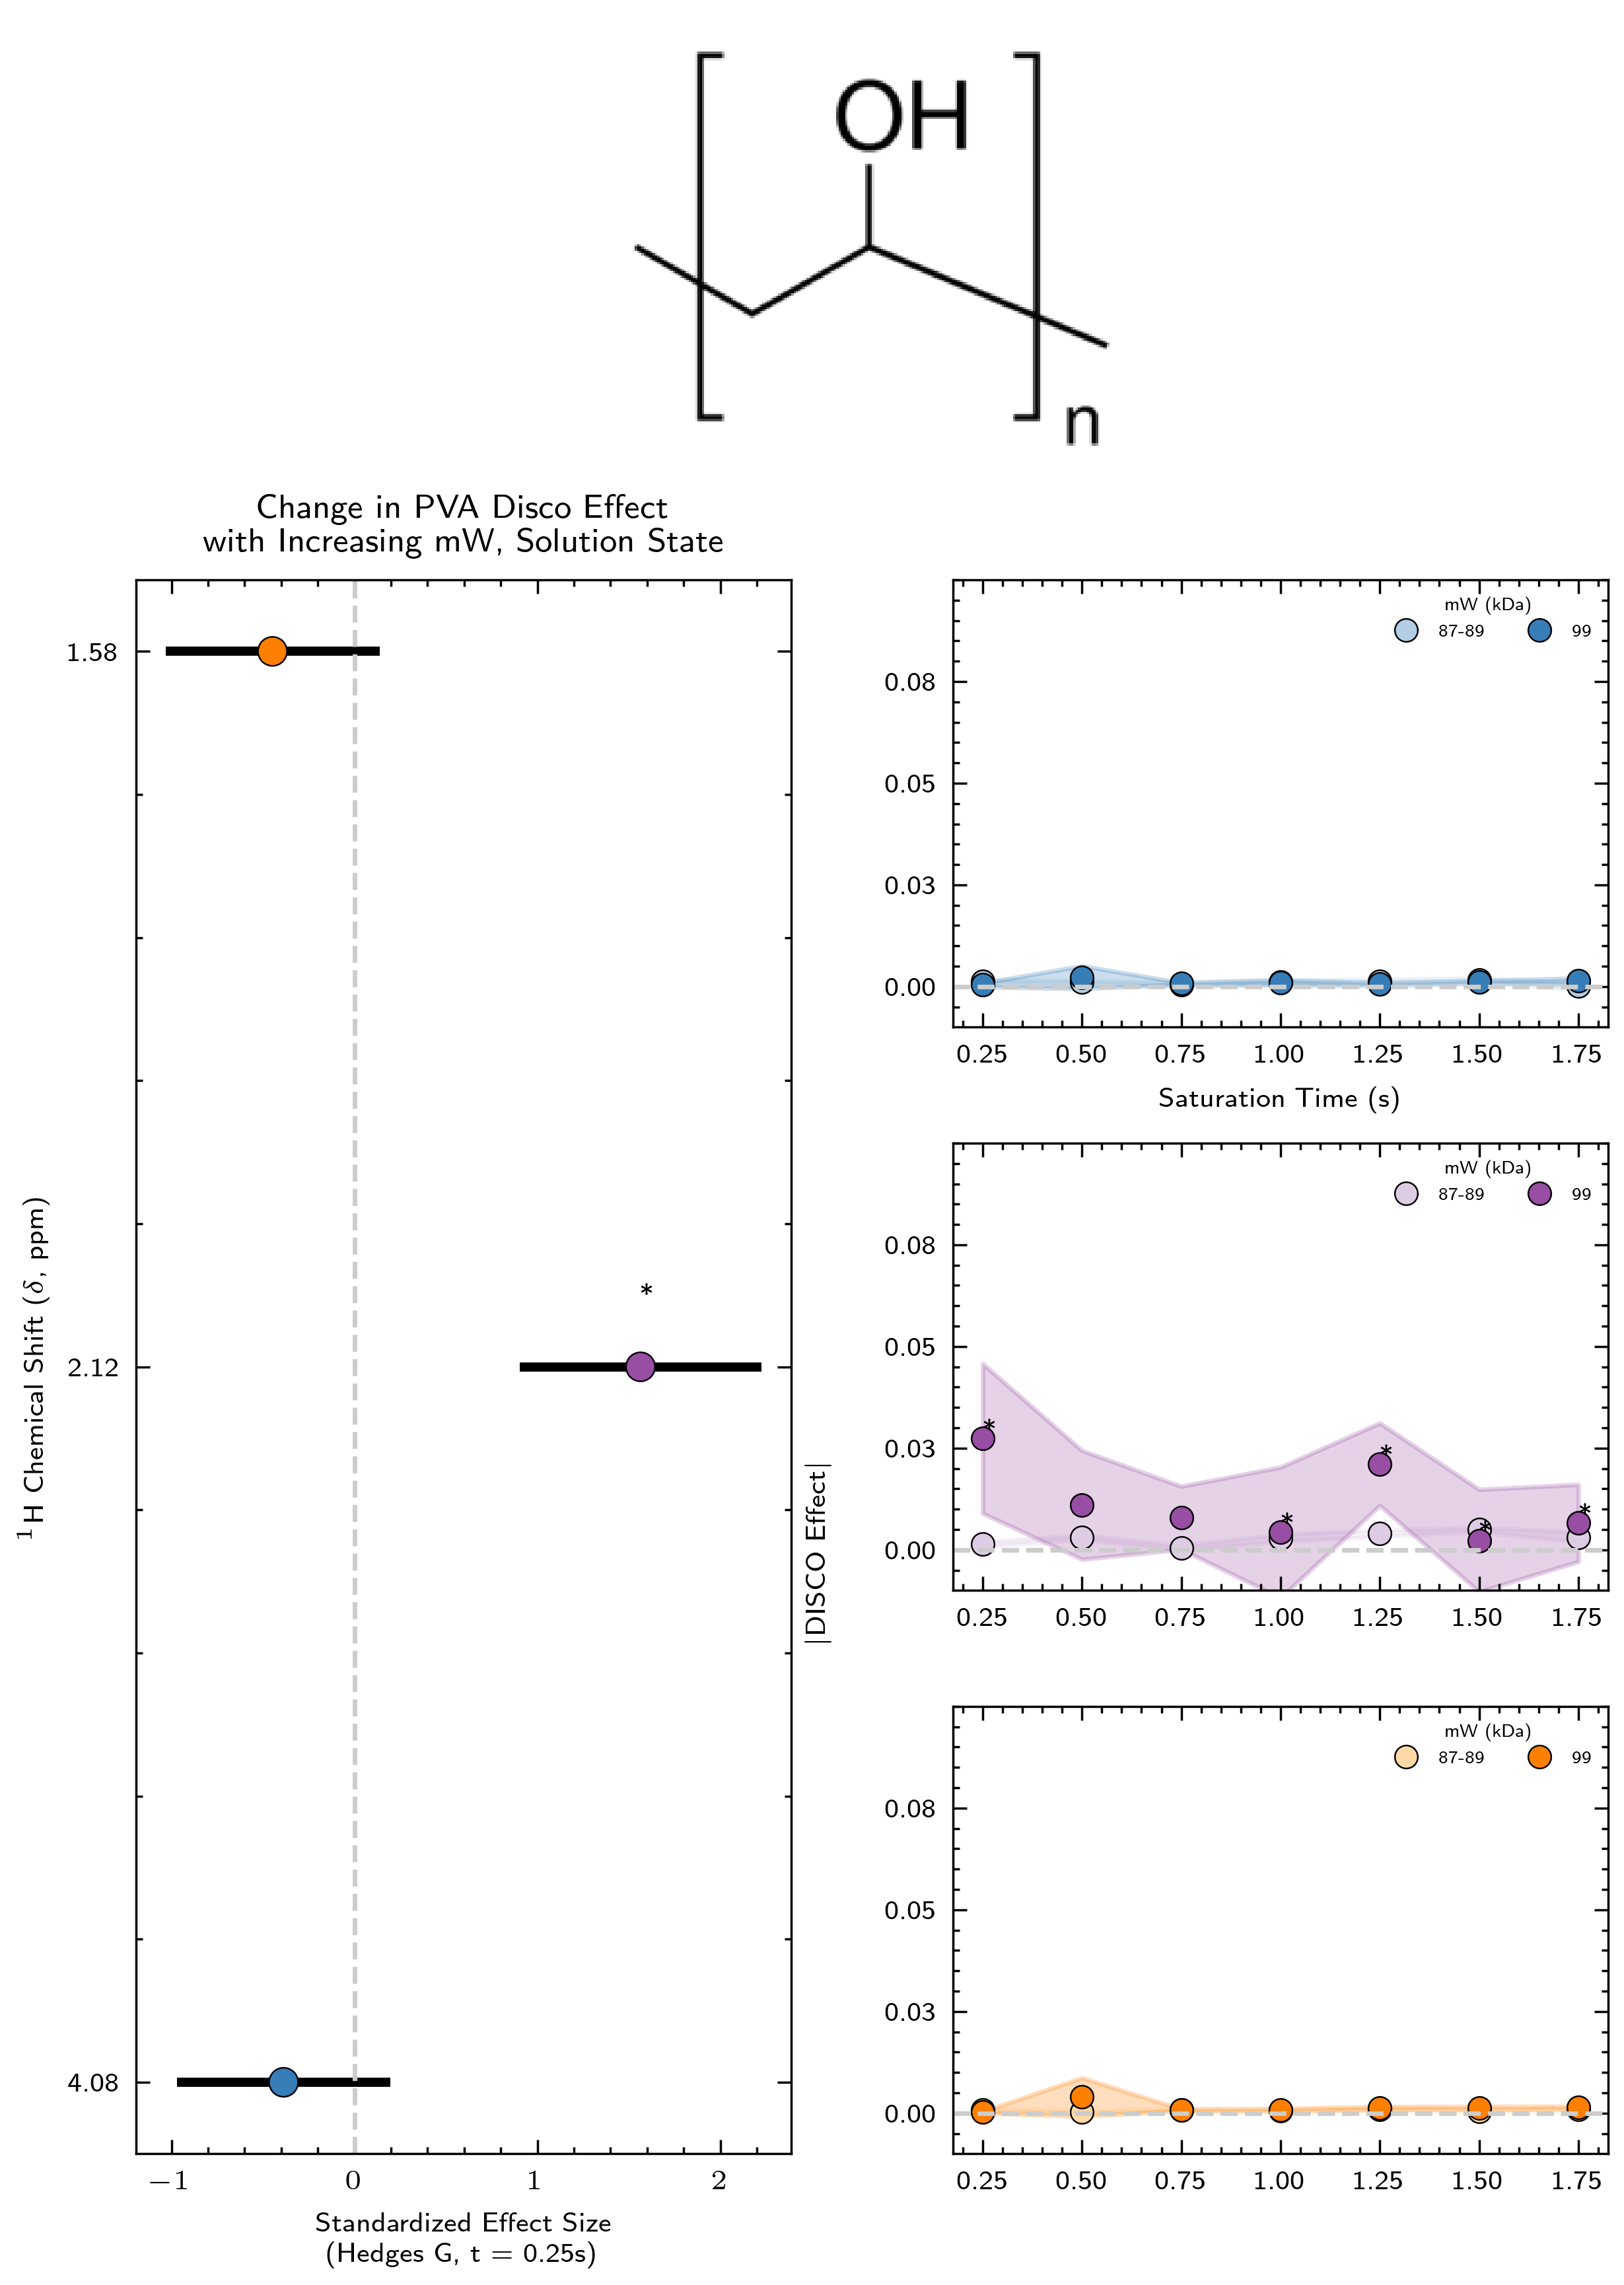 OH
n
Change in PVA Disco Effect
with Increasing mW, Solution State
1.58
2.12
4.08
¹H Chemical Shift (δ, ppm)
*
−1 0 1 2
Standardized Effect Size
(Hedges G, t = 0.25s)
|DISCO Effect|
mW (kDa)
87-89 99
0.08
0.05
0.03
0.00
0.25 0.50 0.75 1.00 1.25 1.50 1.75
Saturation Time (s)
mW (kDa)
87-89 99
0.08
0.05
0.03
0.00
* * * * *
0.25 0.50 0.75 1.00 1.25 1.50 1.75
mW (kDa)
87-89 99
0.08
0.05
0.03
0.00
0.25 0.50 0.75 1.00 1.25 1.50 1.75